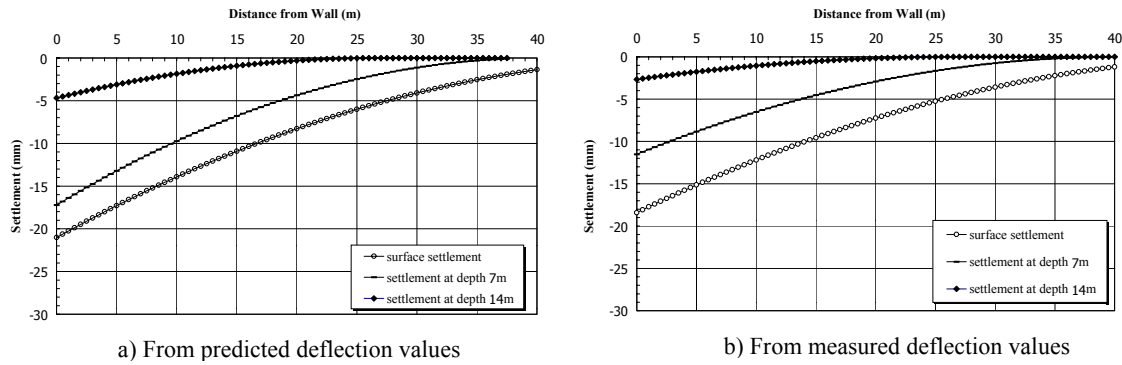 Distance from Wall (m)
0 5 10 15 20 25 30 35 40
0
-5
-10
-15
-20
-25
-30
Settlement (mm)
surface settlement
settlement at depth 7m
settlement at depth 14m
a) From predicted deflection values
Distance from Wall (m)
0 5 10 15 20 25 30 35 40
0
-5
-10
-15
-20
-25
-30
Settlement (mm)
surface settlement
settlement at depth 7m
settlement at depth 14m
b) From measured deflection values